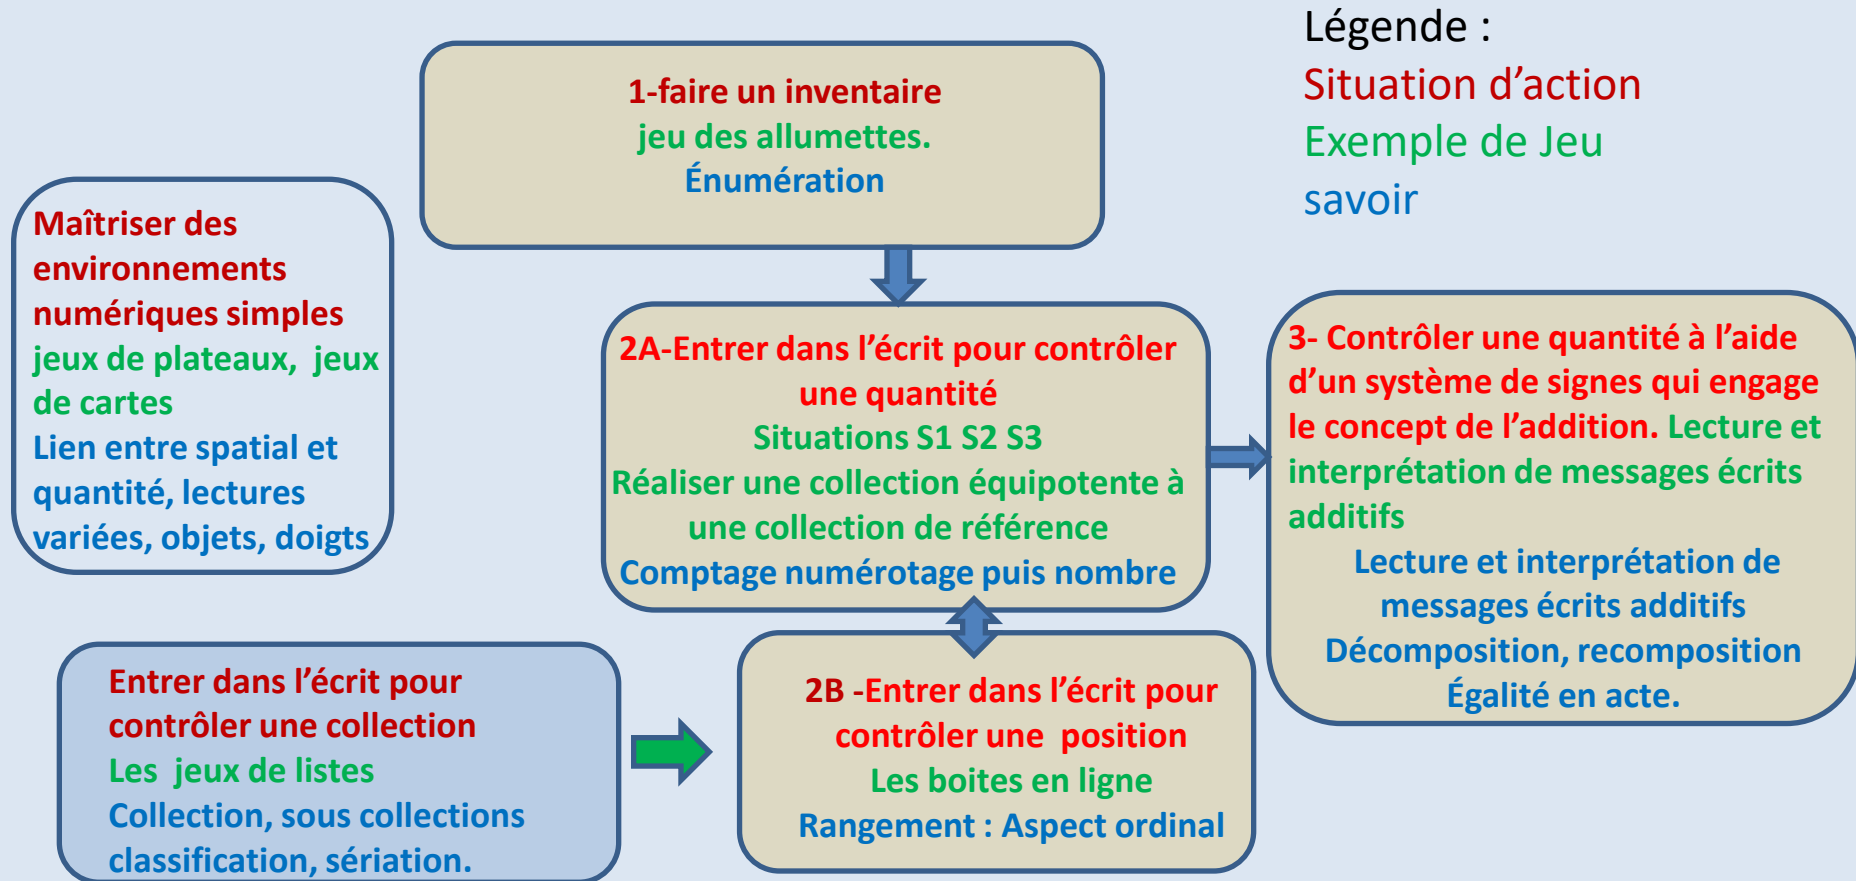 Légende :
Situation d’action
Exemple de Jeu
savoir
1-faire un inventaire
jeu des allumettes.
Énumération
Maîtriser des
environnements
numériques simples
jeux de plateaux, jeux
de cartes
Lien entre spatial et
quantité, lectures
variées, objets, doigts
2A-Entrer dans l’écrit pour contrôler
une quantité
Situations S1 S2 S3
Réaliser une collection équipotente à
une collection de référence
Comptage numérotage puis nombre
3- Contrôler une quantité à l’aide
d’un système de signes qui engage
le concept de l’addition. Lecture et
interprétation de messages écrits
additifs
Lecture et interprétation de
messages écrits additifs
Décomposition, recomposition
Égalité en acte.
Entrer dans l’écrit pour
contrôler une collection
Les jeux de listes
Collection, sous collections
classification, sériation.
2B -Entrer dans l’écrit pour
contrôler une position
Les boites en ligne
Rangement : Aspect ordinal